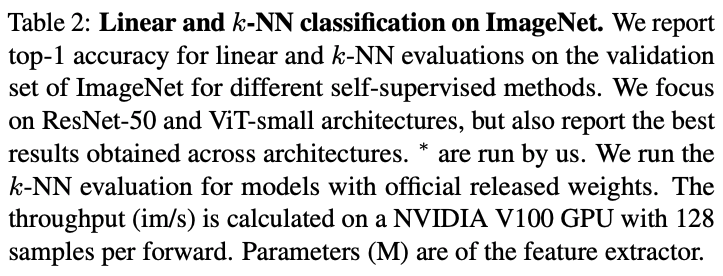 Table 2: Linear and k-NN classification on ImageNet. We report
top-1 accuracy for linear and k-NN evaluations on the validation
set of ImageNet for different self-supervised methods. We focus
on ResNet-50 and ViT-small architectures, but also report the best
results obtained across architectures. * are run by us. We run the
k-NN evaluation for models with official released weights. The
throughput (im/s) is calculated on a NVIDIA V100 GPU with 128
samples per forward. Parameters (M) are of the feature extractor.